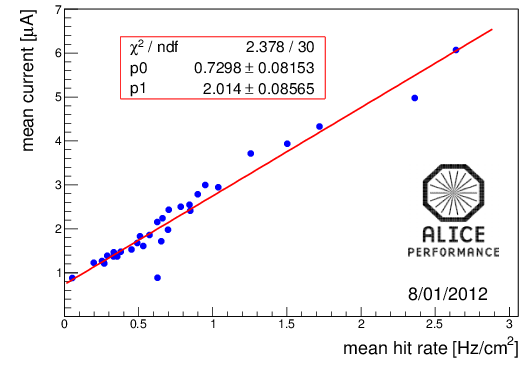 mean current [μA]
7
6
5
4
3
2
1
χ² / ndf 2.378 / 30
p0 0.7298 ± 0.08153
p1 2.014 ± 0.08565
ALICE
PERFORMANCE
8/01/2012
0 0.5 1 1.5 2 2.5 3
mean hit rate [Hz/cm²]